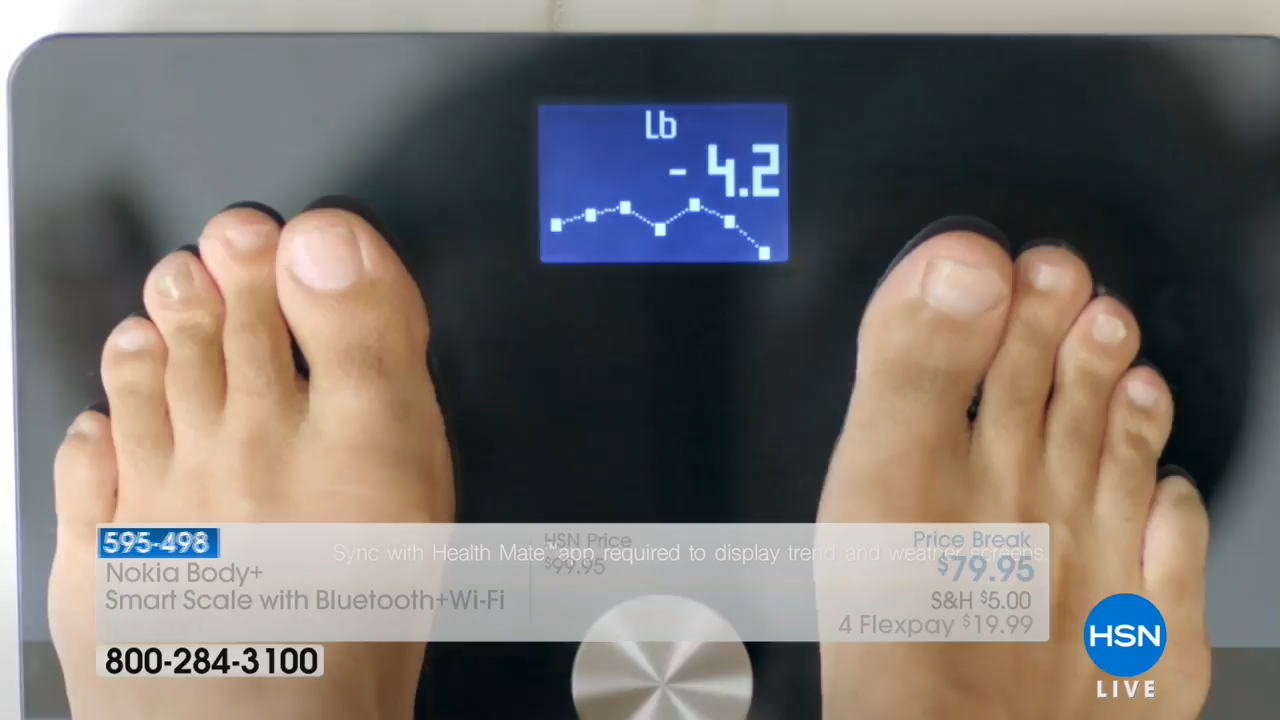 Lb
- 4.2
595-498
Nokia Body+
Smart Scale with Bluetooth+Wi-Fi
HSN Price
$99.95
Sync with Health Mate™ app required to display trend and weather screens.
Price Break
$79.95
S&H $5.00
4 Flexpay $19.99
800-284-3100
HSN
LIVE